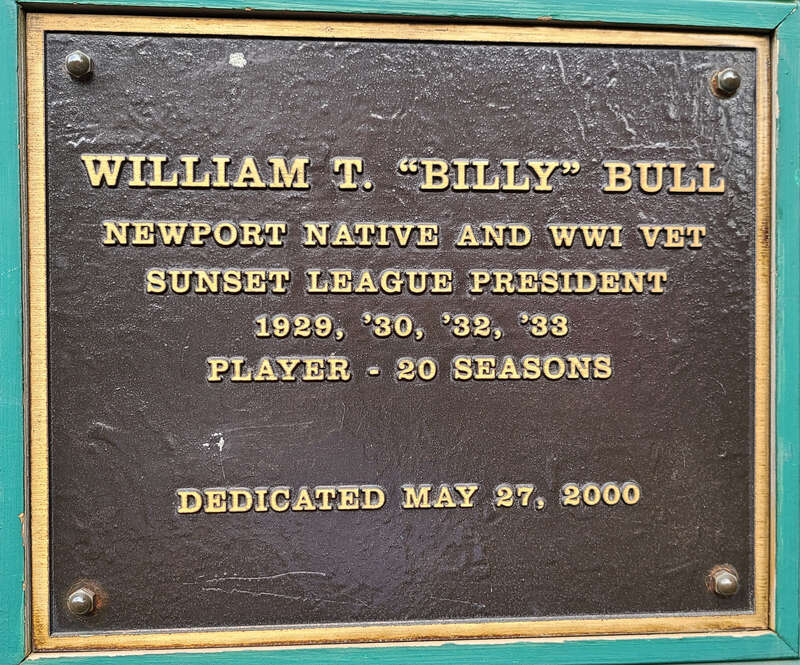 WILLIAM T. “BILLY” BULL
NEWPORT NATIVE AND WWI VET
SUNSET LEAGUE PRESIDENT
1929, ’30, ’32, ’33
PLAYER - 20 SEASONS
DEDICATED MAY 27, 2000